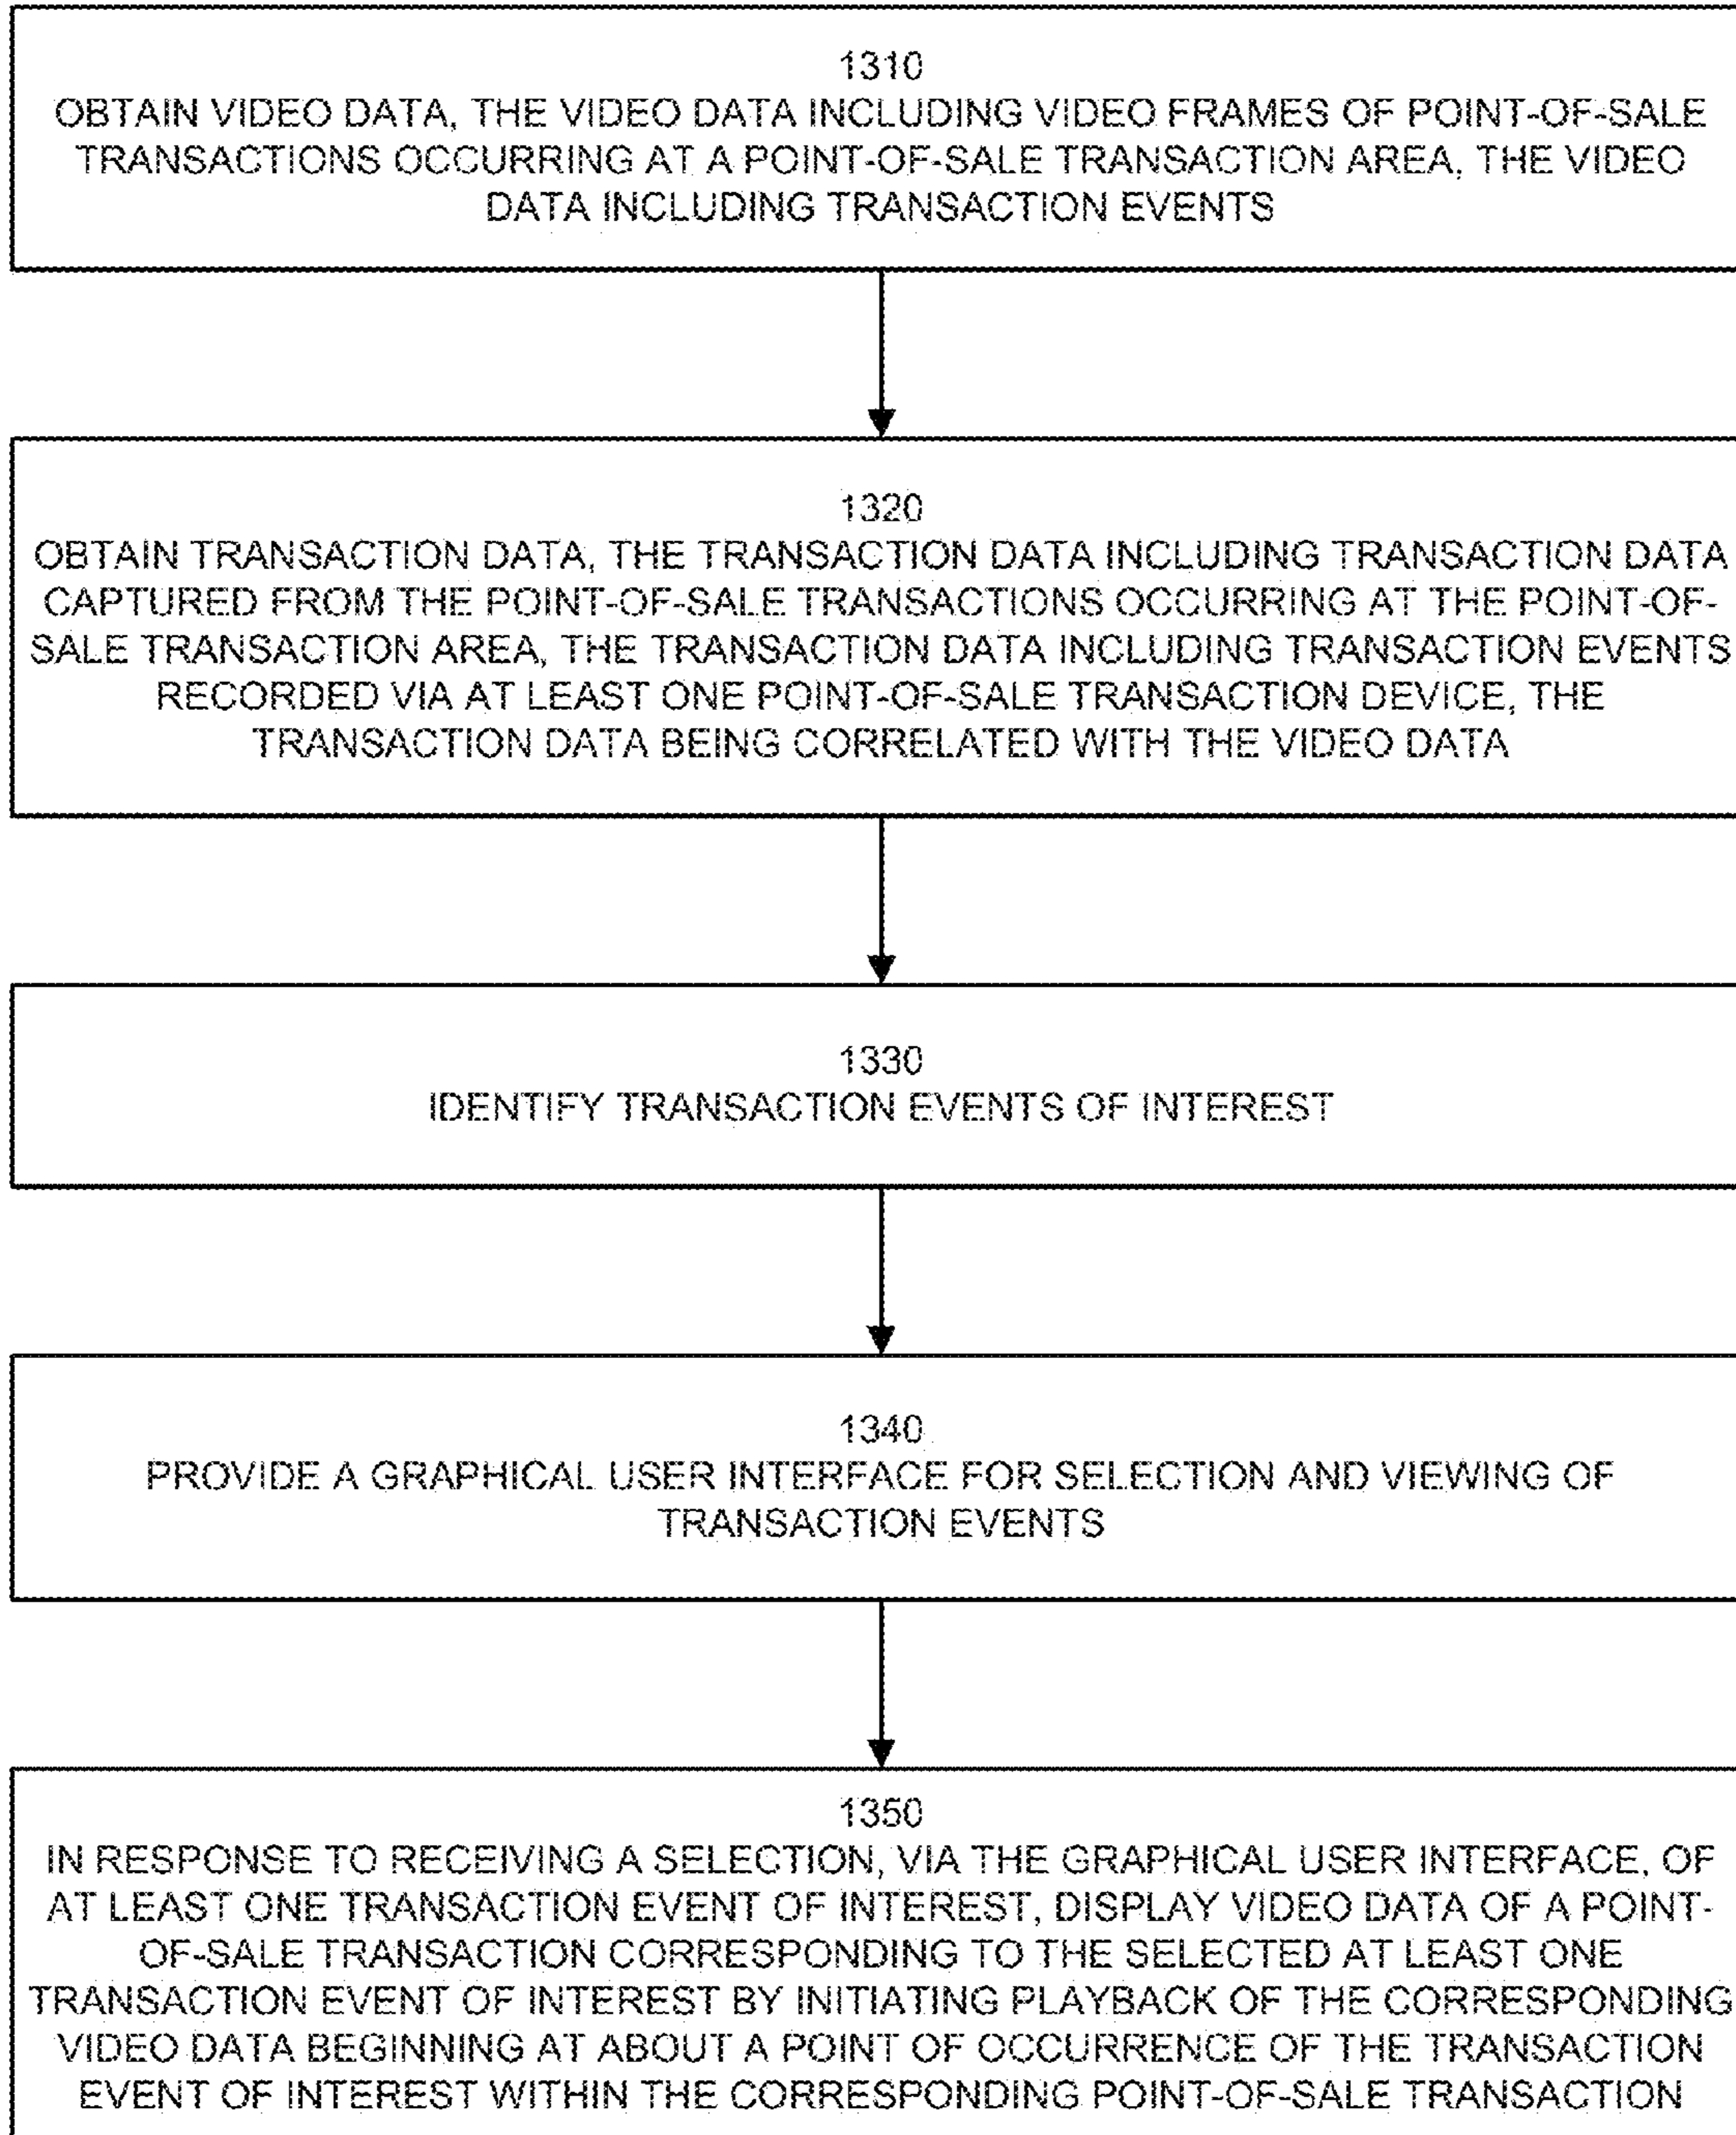 1310
OBTAIN VIDEO DATA, THE VIDEO DATA INCLUDING VIDEO FRAMES OF POINT-OF-SALE
TRANSACTIONS OCCURRING AT A POINT-OF-SALE TRANSACTION AREA, THE VIDEO
DATA INCLUDING TRANSACTION EVENTS
1320
OBTAIN TRANSACTION DATA, THE TRANSACTION DATA INCLUDING TRANSACTION DATA
CAPTURED FROM THE POINT-OF-SALE TRANSACTIONS OCCURRING AT THE POINT-OF-
SALE TRANSACTION AREA, THE TRANSACTION DATA INCLUDING TRANSACTION EVENTS
RECORDED VIA AT LEAST ONE POINT-OF-SALE TRANSACTION DEVICE, THE
TRANSACTION DATA BEING CORRELATED WITH THE VIDEO DATA
1330
IDENTIFY TRANSACTION EVENTS OF INTEREST
1340
PROVIDE A GRAPHICAL USER INTERFACE FOR SELECTION AND VIEWING OF
TRANSACTION EVENTS
1350
IN RESPONSE TO RECEIVING A SELECTION, VIA THE GRAPHICAL USER INTERFACE, OF
AT LEAST ONE TRANSACTION EVENT OF INTEREST, DISPLAY VIDEO DATA OF A POINT-
OF-SALE TRANSACTION CORRESPONDING TO THE SELECTED AT LEAST ONE
TRANSACTION EVENT OF INTEREST BY INITIATING PLAYBACK OF THE CORRESPONDING
VIDEO DATA BEGINNING AT ABOUT A POINT OF OCCURRENCE OF THE TRANSACTION
EVENT OF INTEREST WITHIN THE CORRESPONDING POINT-OF-SALE TRANSACTION